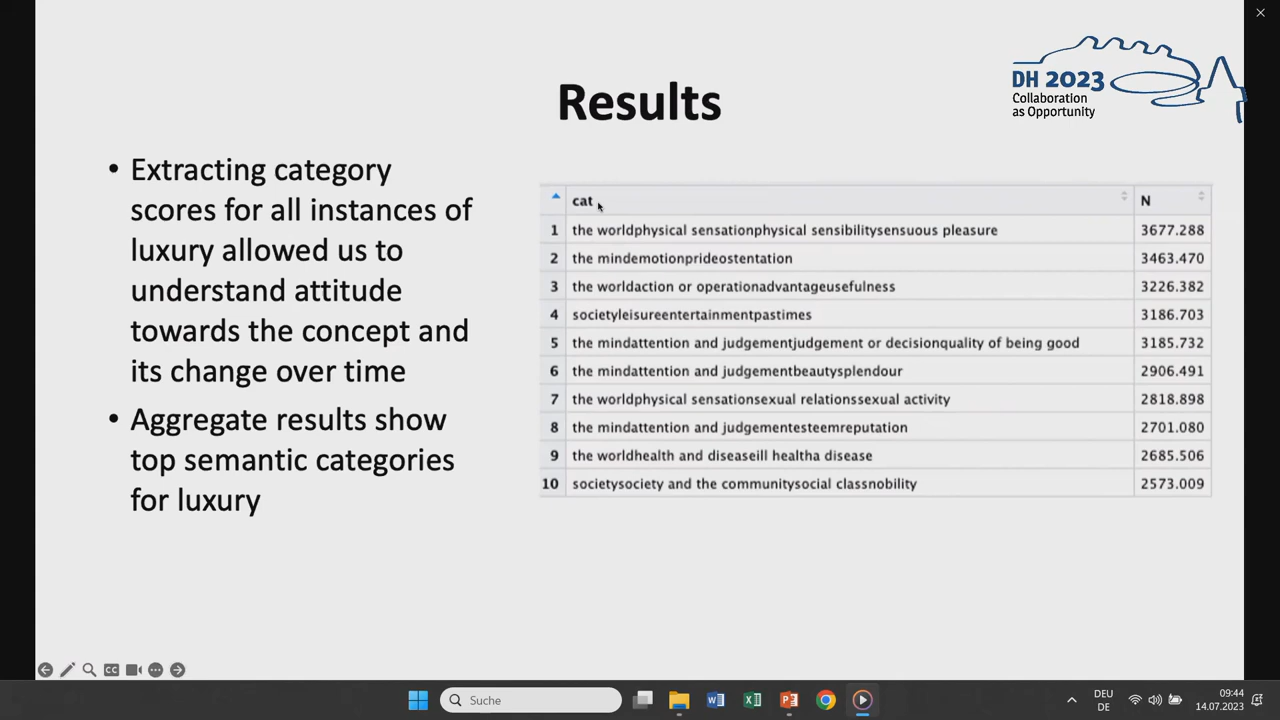 DH 2023
Collaboration
as Opportunity
Results
• Extracting category
scores for all instances of
luxury allowed us to
understand attitude
towards the concept and
its change over time
• Aggregate results show
top semantic categories
for luxury
cat N
1 the worldphysical sensationphysical sensibilitysensuous pleasure 3677.288
2 the mindemotionprideostentation 3463.470
3 the worldaction or operationadvantageusefulness 3226.382
4 societyleisureentertainmentpastimes 3186.703
5 the mindattention and judgementjudgement or decisionquality of being good 3185.732
6 the mindattention and judgementbeautysplendour 2906.491
7 the worldphysical sensationsexual relationssexual activity 2818.898
8 the mindattention and judgementesteemreputation 2701.080
9 the worldhealth and diseaseill healtha disease 2685.506
10 societysociety and the communitysocial classnobility 2573.009
CC
Suche
DEU
DE
09:44
14.07.2023